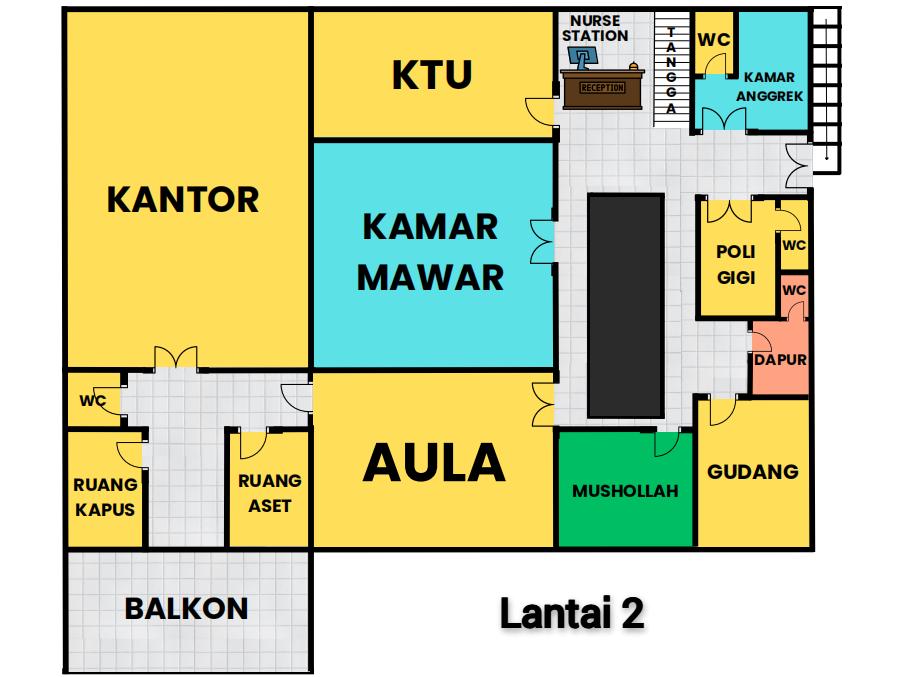 NURSE
STATION
RECEPTION
TANGGA
WC
KAMAR
ANGGREK
KTU
KANTOR
KAMAR
MAWAR
POLI
GIGI
WC
WC
DAPUR
WC
RUANG
KAPUS
RUANG
ASET
AULA
MUSHOLLAH
GUDANG
BALKON
Lantai 2